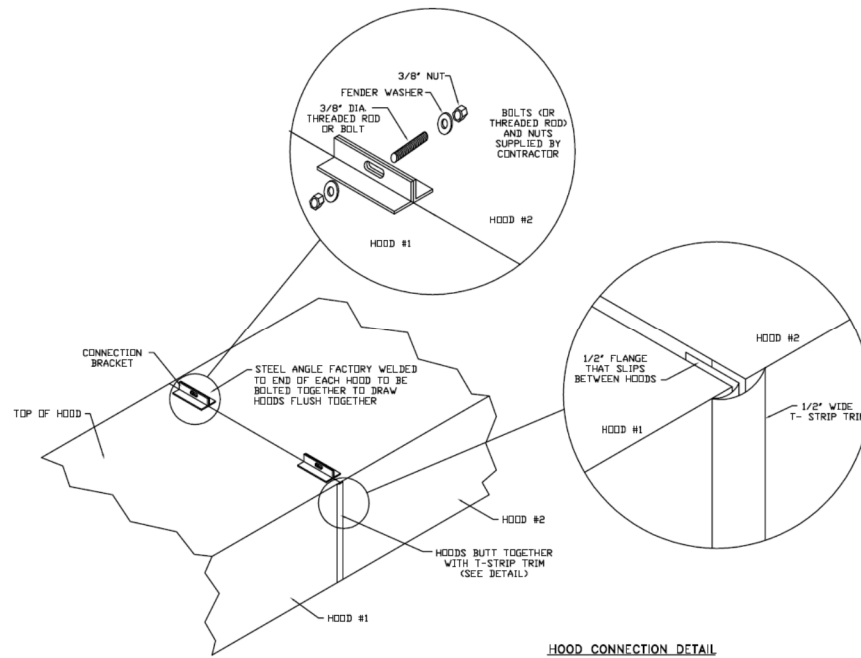 3/8" NUT
FENDER WASHER
3/8" DIA.
THREADED ROD
OR BOLT
BOLTS (OR
THREADED ROD)
AND NUTS
SUPPLIED BY
CONTRACTOR
HOOD #2
HOOD #1
CONNECTION
BRACKET
STEEL ANGLE FACTORY WELDED
TO END OF EACH HOOD TO BE
BOLTED TOGETHER TO DRAW
HOODS FLUSH TOGETHER
TOP OF HOOD
HOOD #2
1/2" FLANGE
THAT SLIPS
BETWEEN HOODS
1/2" WIDE
T- STRIP TRIM
HOOD #1
HOOD #2
HOODS BUTT TOGETHER
WITH T-STRIP TRIM
(SEE DETAIL)
HOOD #1
HOOD CONNECTION DETAIL